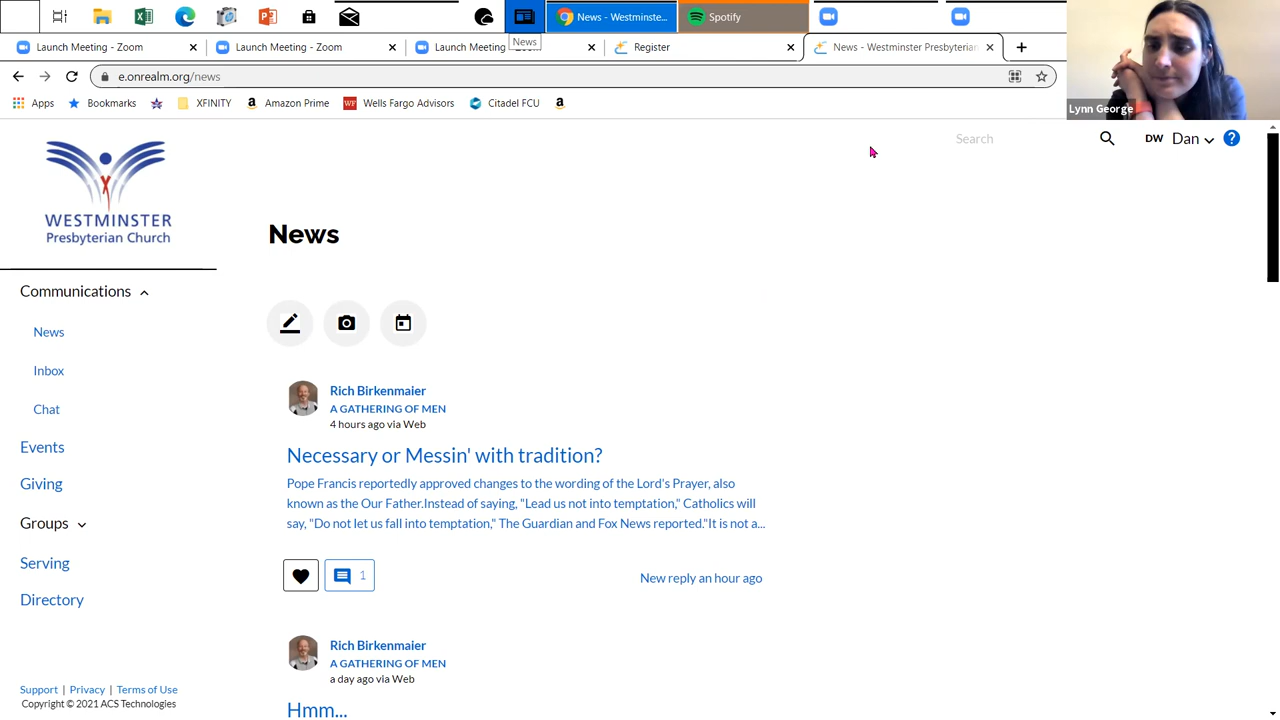 News - Westminste...
Spotify
Launch Meeting - Zoom
Launch Meeting - Zoom
Launch Meeting
News
Register
News - Westminster Presbyterian
e.onrealm.org/news
Apps
Bookmarks
XFINITY
Amazon Prime
WF
Wells Fargo Advisors
Citadel FCU
Lynn George
WESTMINSTER
Presbyterian Church
Search
DW
Dan
?
News
Communications
News
Inbox
Chat
Events
Giving
Groups
Serving
Directory
Rich Birkenmaier
A GATHERING OF MEN
4 hours ago via Web
Necessary or Messin' with tradition?
Pope Francis reportedly approved changes to the wording of the Lord's Prayer, also
known as the Our Father.Instead of saying, "Lead us not into temptation," Catholics will
say, "Do not let us fall into temptation," The Guardian and Fox News reported."It is not a...
1
New reply an hour ago
Rich Birkenmaier
A GATHERING OF MEN
a day ago via Web
Hmm...
Support | Privacy | Terms of Use
Copyright © 2021 ACS Technologies